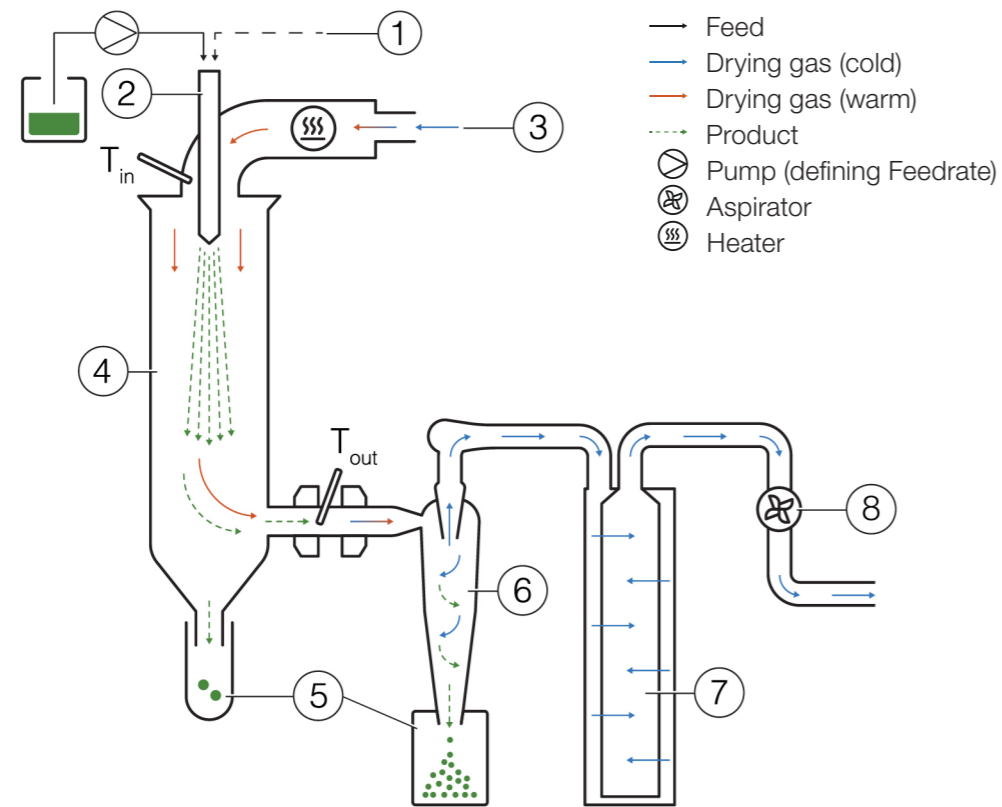 1
2
3
T in
4
T out
5
6
7
8
Feed
Drying gas (cold)
Drying gas (warm)
Product
Pump (defining Feedrate)
Aspirator
Heater